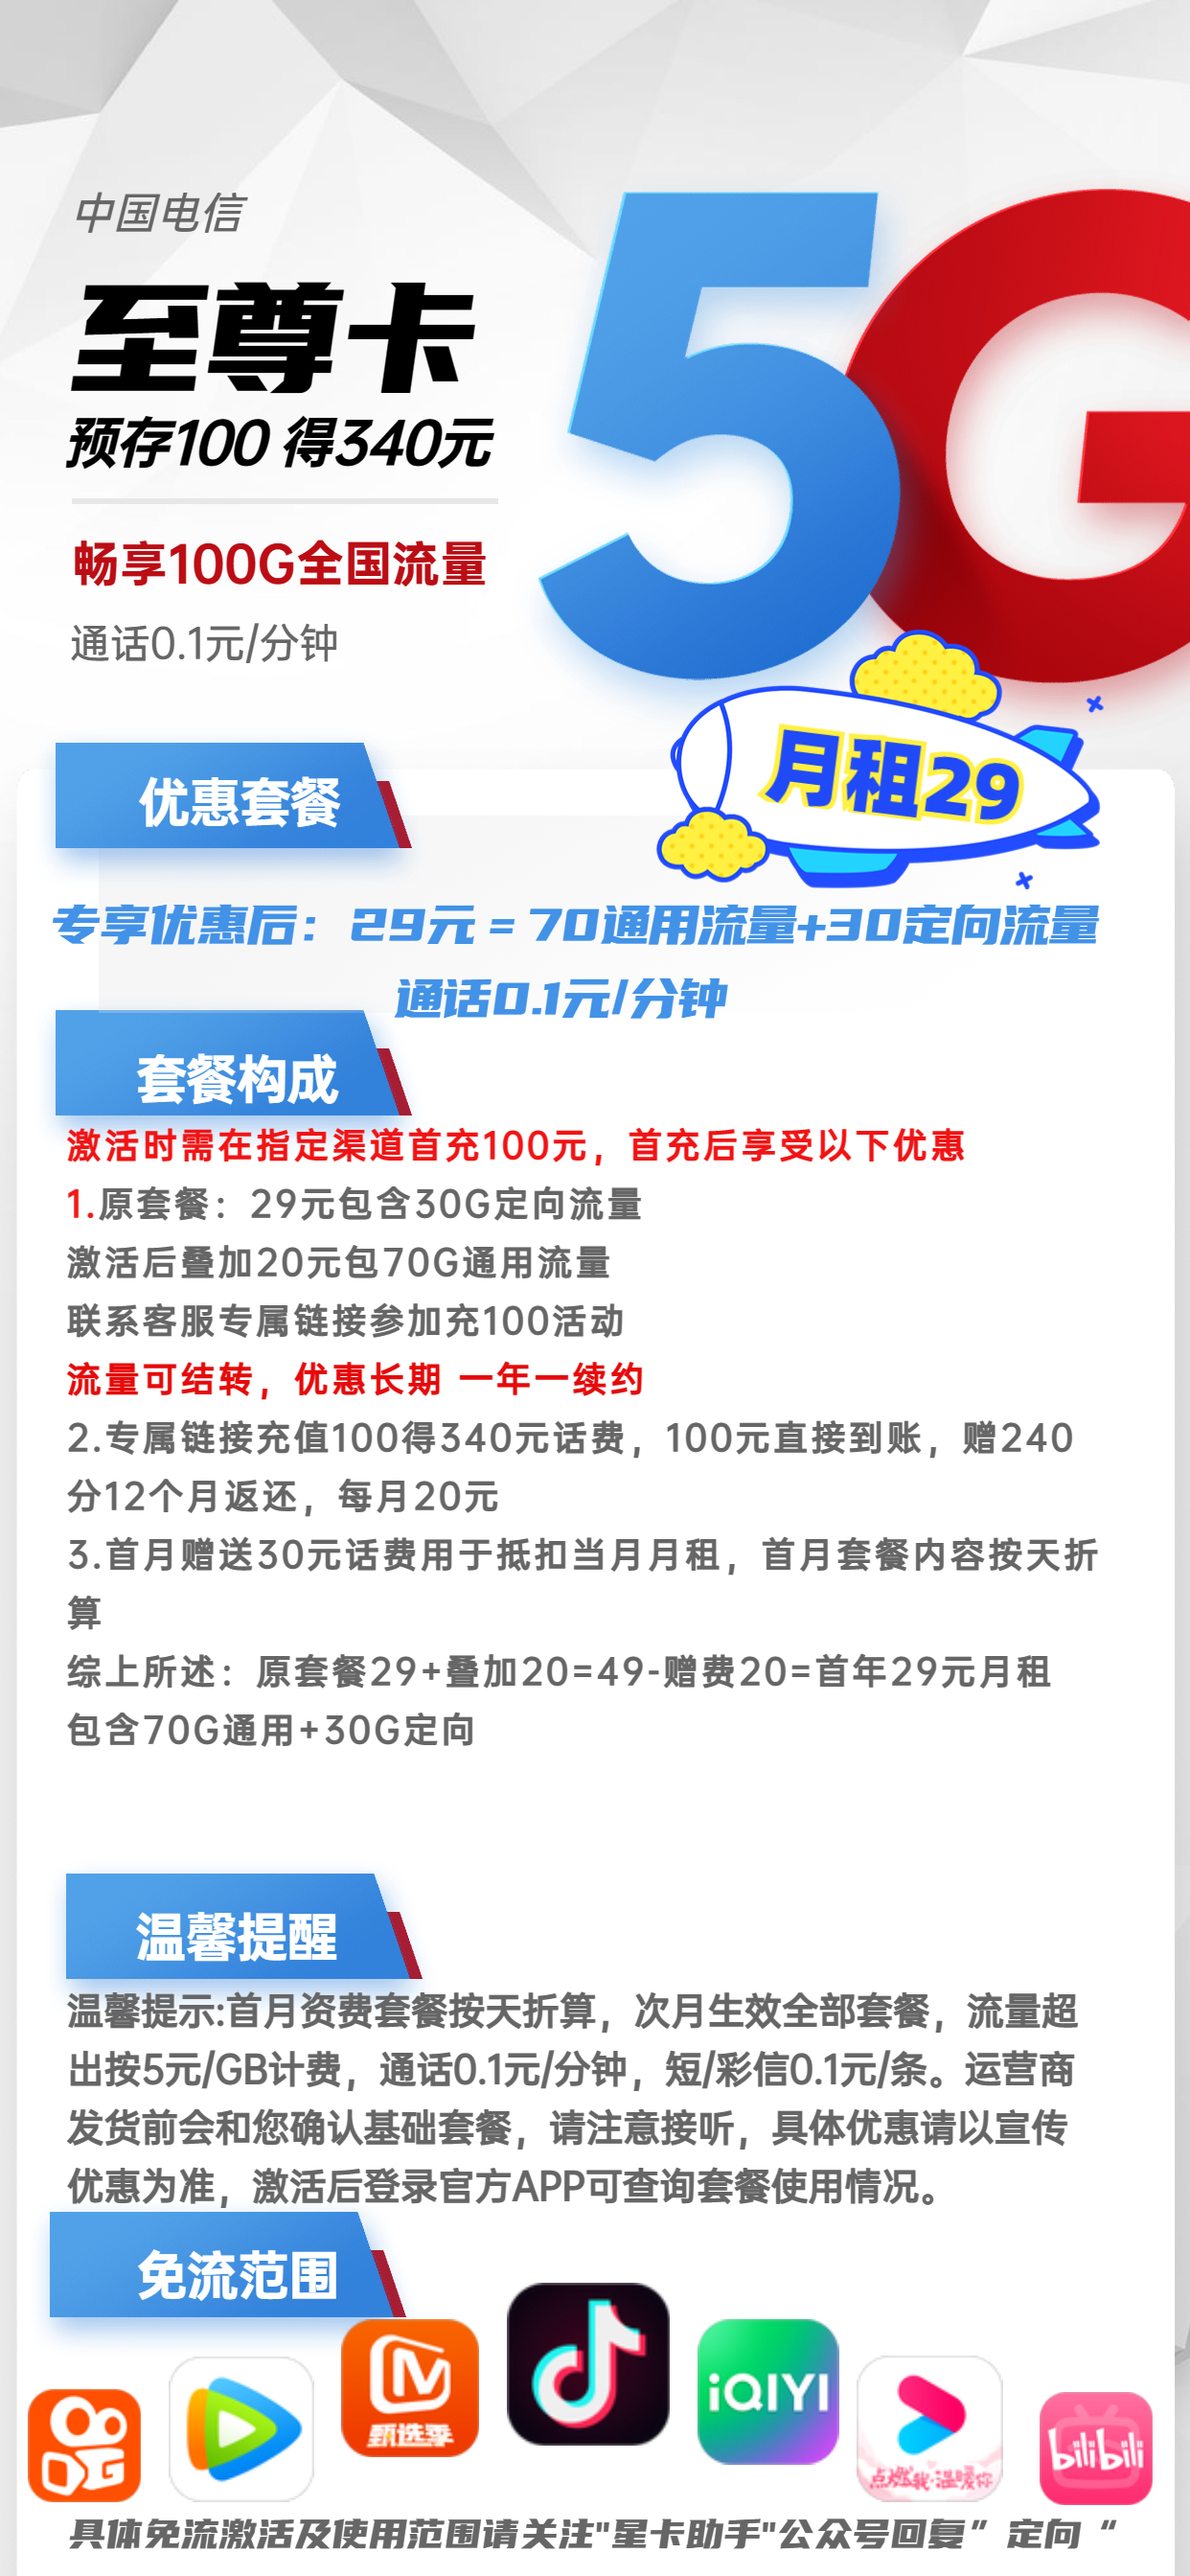 中国电信
5G
至尊卡
预存100 得340元
畅享100G全国流量
通话0.1元/分钟
月租29
优惠套餐
专享优惠后：29元=70通用流量+30定向流量
通话0.1元/分钟
套餐构成
激活时需在指定渠道首充100元，首充后享受以下优惠
1.原套餐：29元包含30G定向流量
激活后叠加20元包70G通用流量
联系客服专属链接参加充100活动
流量可结转，优惠长期 一年一续约
2.专属链接充值100得340元话费，100元直接到账，赠240
分12个月返还，每月20元
3.首月赠送30元话费用于抵扣当月月租，首月套餐内容按天折
算
综上所述：原套餐29+叠加20=49-赠费20=首年29元月租
包含70G通用+30G定向
温馨提醒
温馨提示:首月资费套餐按天折算，次月生效全部套餐，流量超
出按5元/GB计费，通话0.1元/分钟，短/彩信0.1元/条。运营商
发货前会和您确认基础套餐，请注意接听，具体优惠请以宣传
优惠为准，激活后登录官方APP可查询套餐使用情况。
免流范围
甄选季
iQIYI
点燃我·温暖你
bilibili
具体免流激活及使用范围请关注"星卡助手"公众号回复”定向“